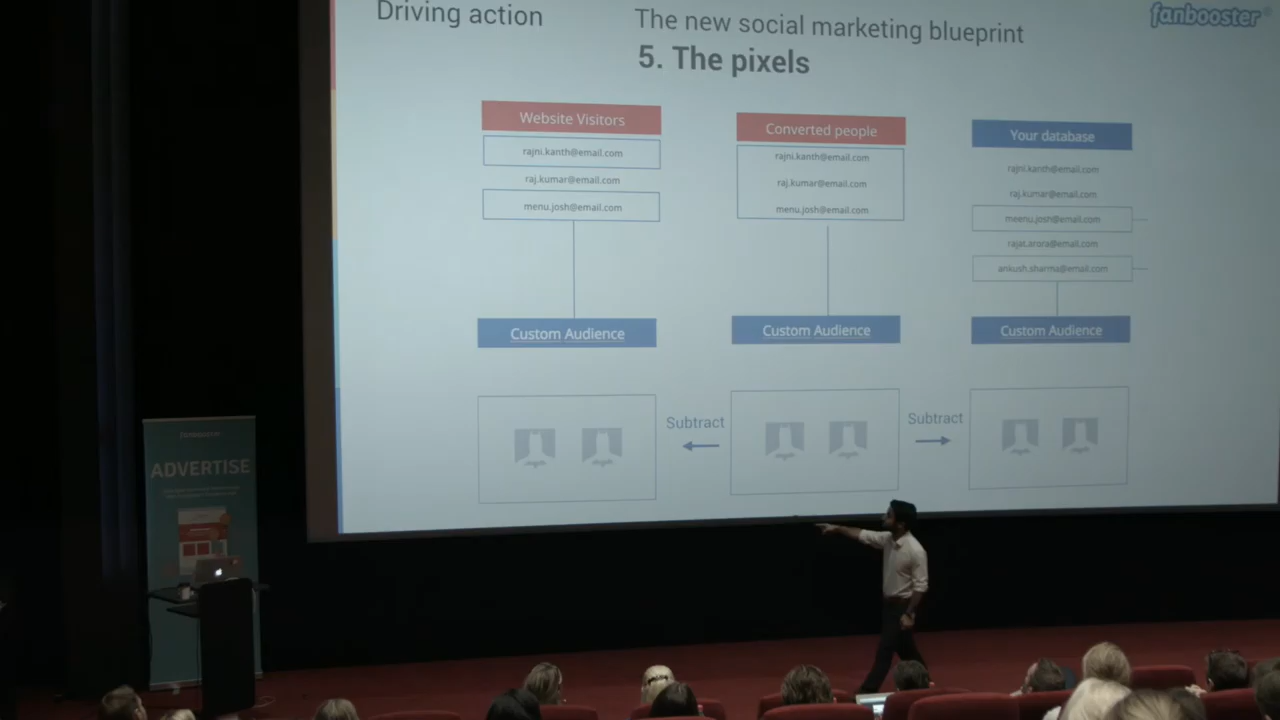 Driving action
The new social marketing blueprint
5. The pixels
fanbooster
Website Visitors
rajni.kanth@email.com
raj.kumar@email.com
menu.josh@email.com
Custom Audience
Converted people
rajni.kanth@email.com
raj.kumar@email.com
menu.josh@email.com
Custom Audience
Your database
rajni.kanth@email.com
raj.kumar@email.com
meenu.josh@email.com
rajat.arora@email.com
ankush.sharma@email.com
Custom Audience
Subtract
Subtract
ADVERTISE